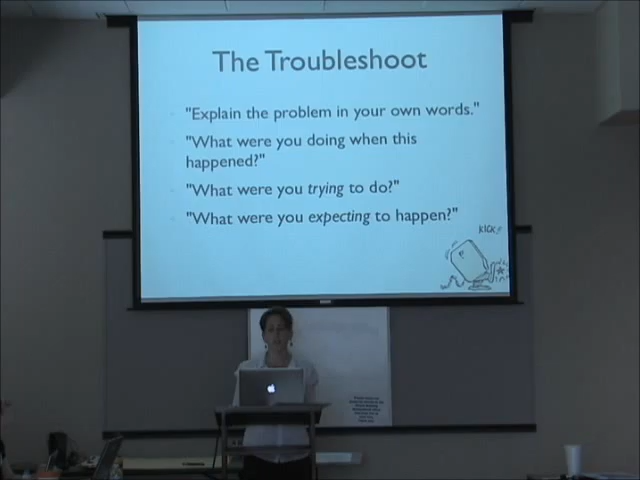 The Troubleshoot
"Explain the problem in your own words."
"What were you doing when this
happened?"
"What were you trying to do?"
"What were you expecting to happen?"
KICK!!